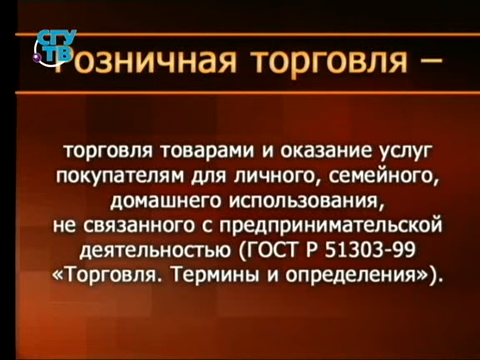 СГУ
ТВ
Розничная торговля –
торговля товарами и оказание услуг
покупателям для личного, семейного,
домашнего использования,
не связанного с предпринимательской
деятельностью (ГОСТ Р 51303-99
«Торговля. Термины и определения»).